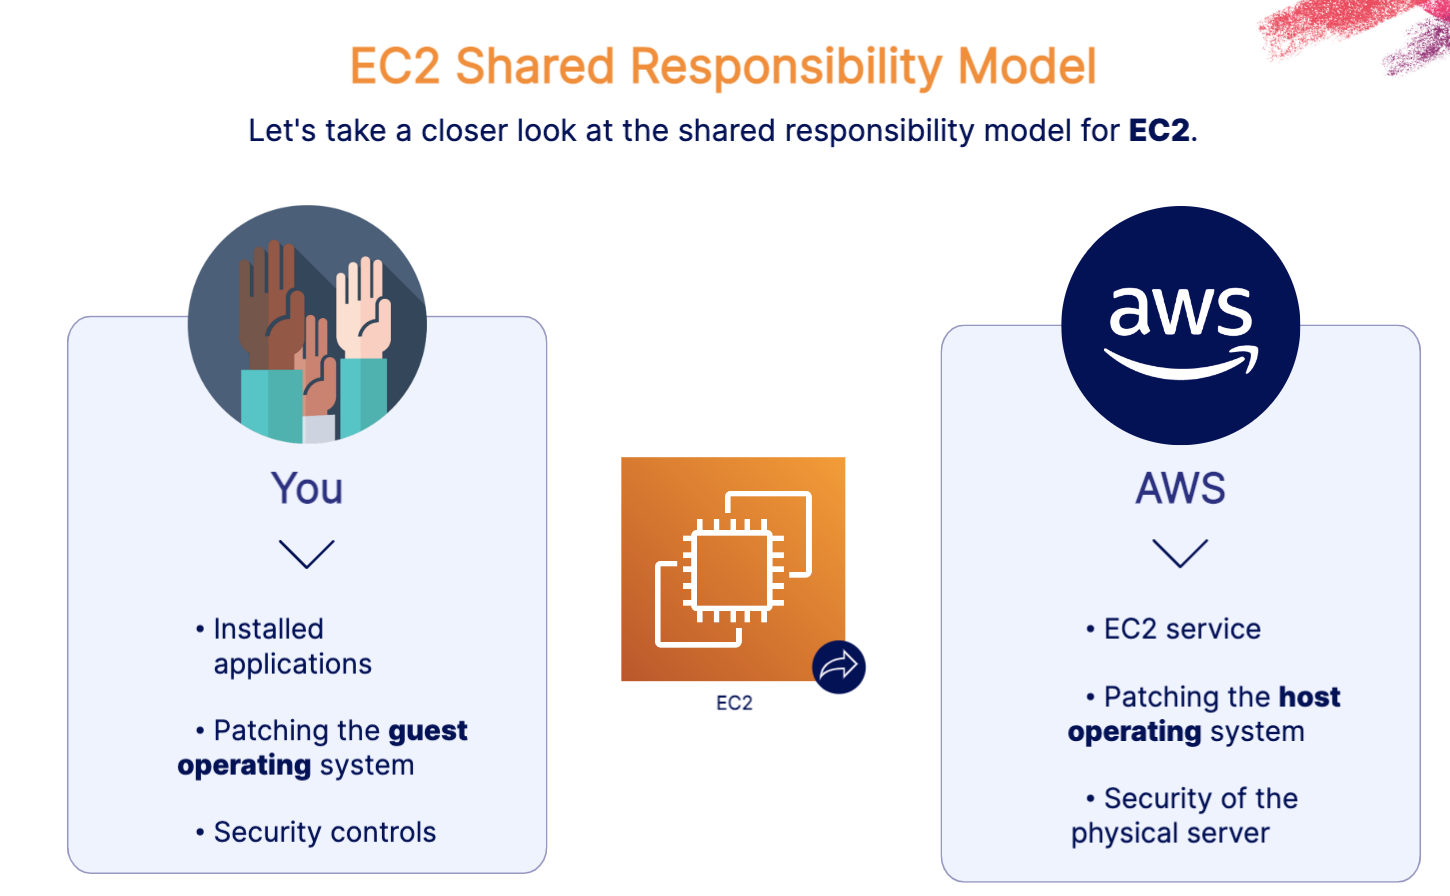 EC2 Shared Responsibility Model
Let's take a closer look at the shared responsibility model for EC2.
aws
You
• Installed
applications
• Patching the guest
operating system
• Security controls
EC2
AWS
• EC2 service
• Patching the host
operating system
• Security of the
physical server